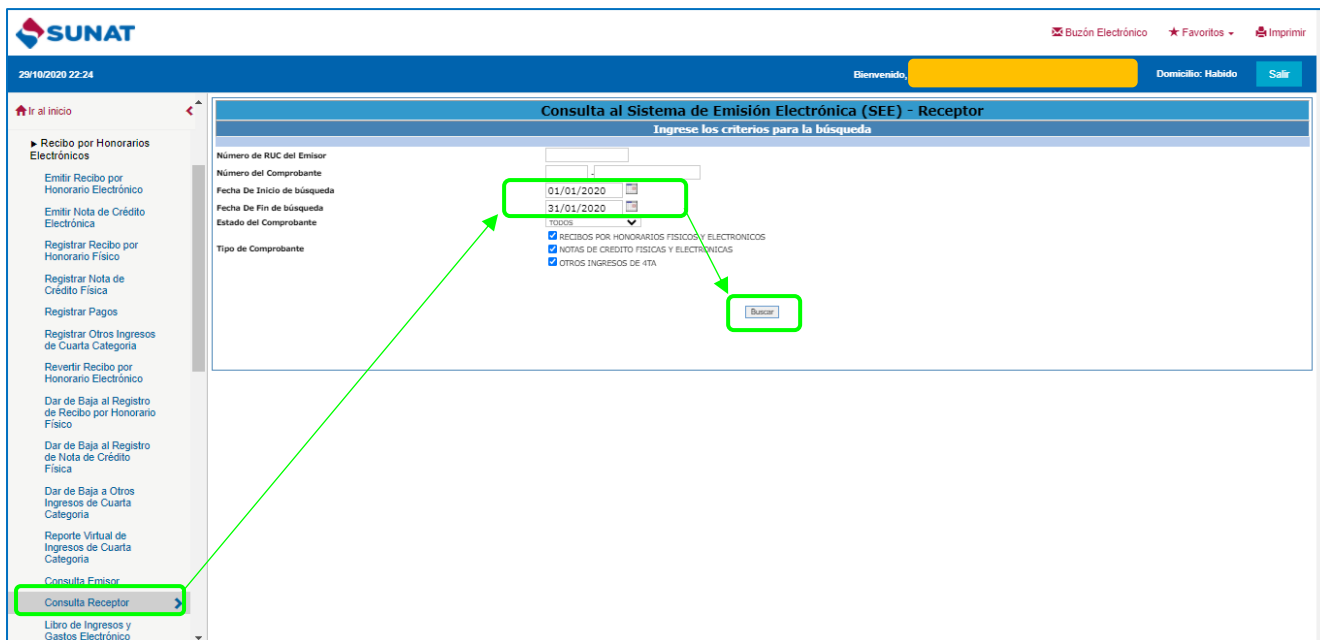 SUNAT
Buzón Electrónico
Favoritos
Imprimir
29/10/2020 22:24
Bienvenido,
Domicilio: Habido
Salir
Ir al inicio
Recibo por Honorarios
Electrónicos
Emitir Recibo por
Honorario Electrónico
Emitir Nota de Crédito
Electrónica
Registrar Recibo por
Honorario Físico
Registrar Nota de
Crédito Física
Registrar Pagos
Registrar Otros Ingresos
de Cuarta Categoria
Revertir Recibo por
Honorario Electrónico
Dar de Baja al Registro
de Recibo por Honorario
Físico
Dar de Baja al Registro
de Nota de Crédito
Física
Dar de Baja a Otros
Ingresos de Cuarta
Categoria
Reporte Virtual de
Ingresos de Cuarta
Categoria
Consulta Emisor
Consulta Receptor
Libro de Ingresos y
Gastos Electrónico
Consulta al Sistema de Emisión Electrónica (SEE) - Receptor
Ingrese los criterios para la búsqueda
Número de RUC del Emisor
Número del Comprobante -
Fecha De Inicio de búsqueda 01/01/2020
Fecha De Fin de búsqueda 31/01/2020
Estado del Comprobante TODOS
RECIBOS POR HONORARIOS FISICOS Y ELECTRONICOS
Tipo de Comprobante NOTAS DE CREDITO FISICAS Y ELECTRONICAS
OTROS INGRESOS DE 4TA
Buscar